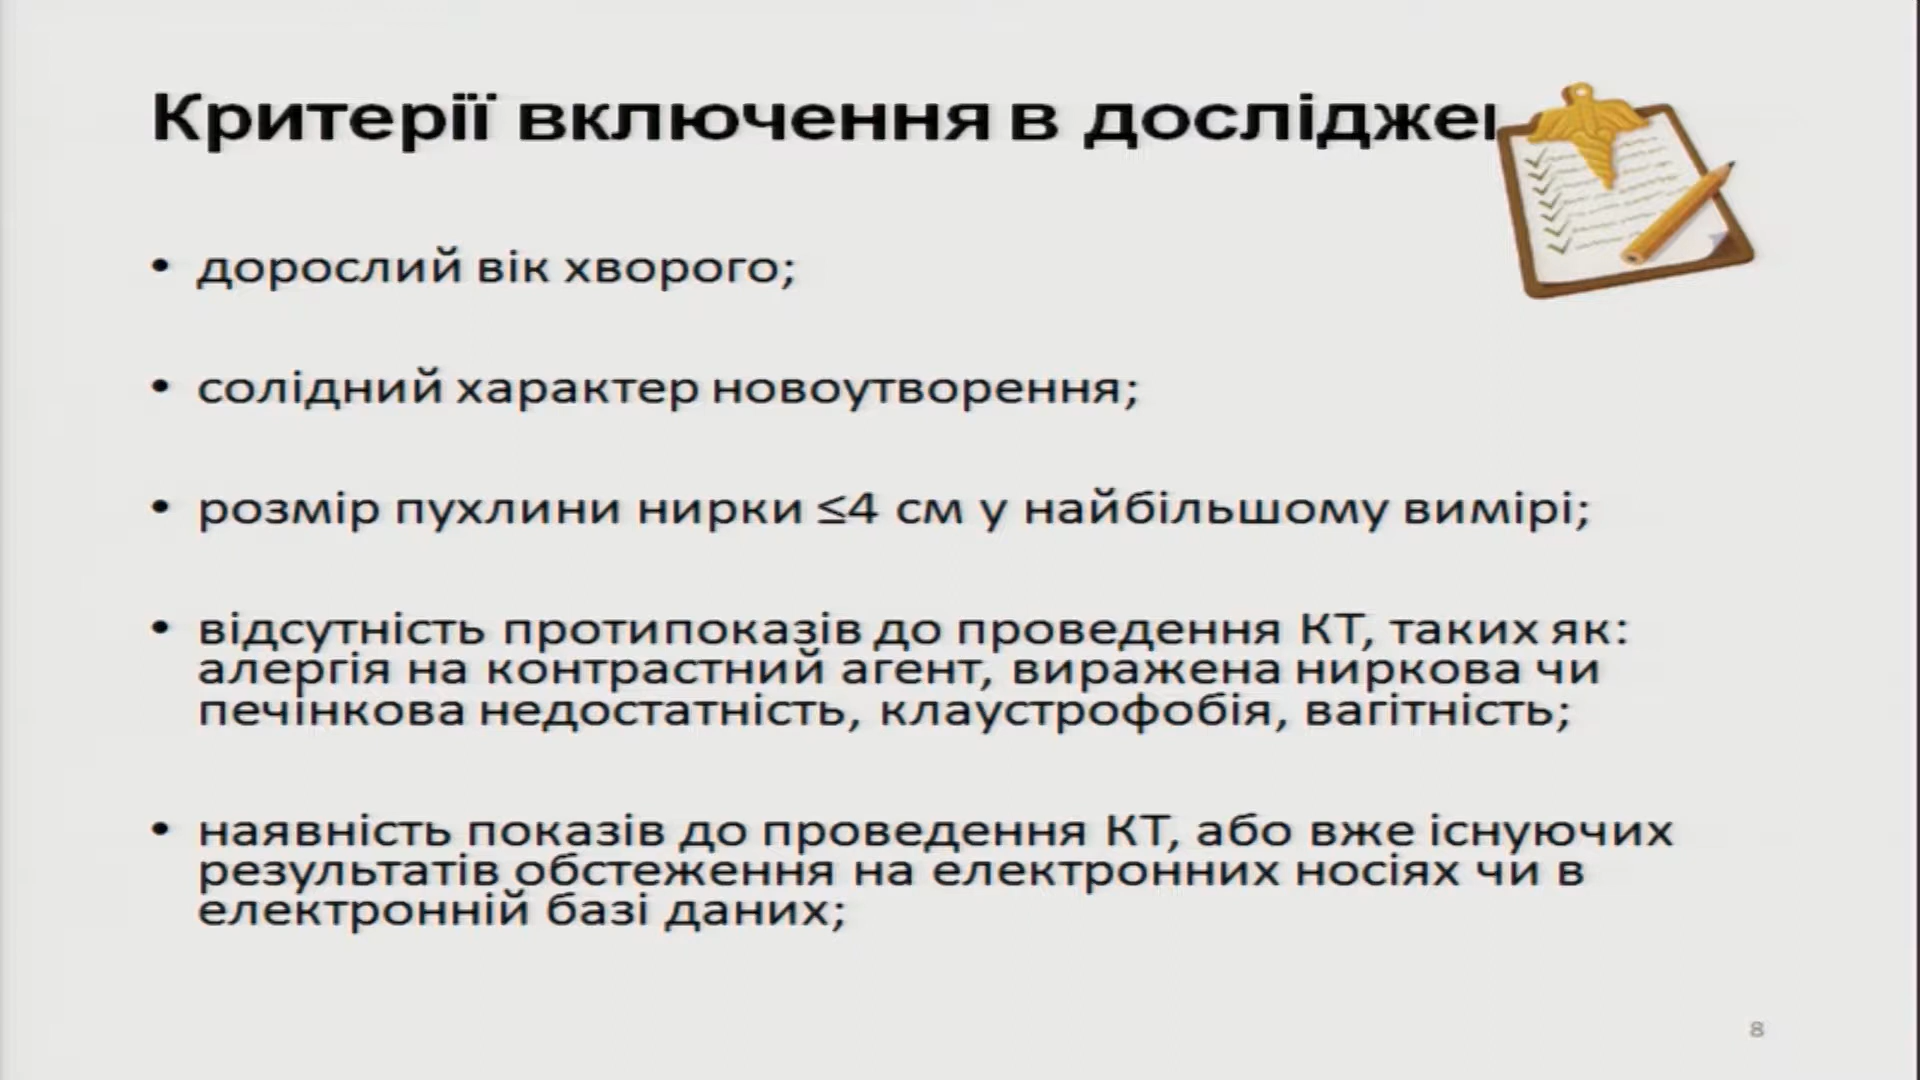 Критерії включення в дослідже
• дорослий вік хворого;
• солідний характер новоутворення;
• розмір пухлини нирки ≤4 см у найбільшому вимірі;
• відсутність протипоказів до проведення КТ, таких як:
алергія на контрастний агент, виражена ниркова чи
печінкова недостатність, клаустрофобія, вагітність;
• наявність показів до проведення КТ, або вже існуючих
результатів обстеження на електронних носіях чи в
електронній базі даних;
8